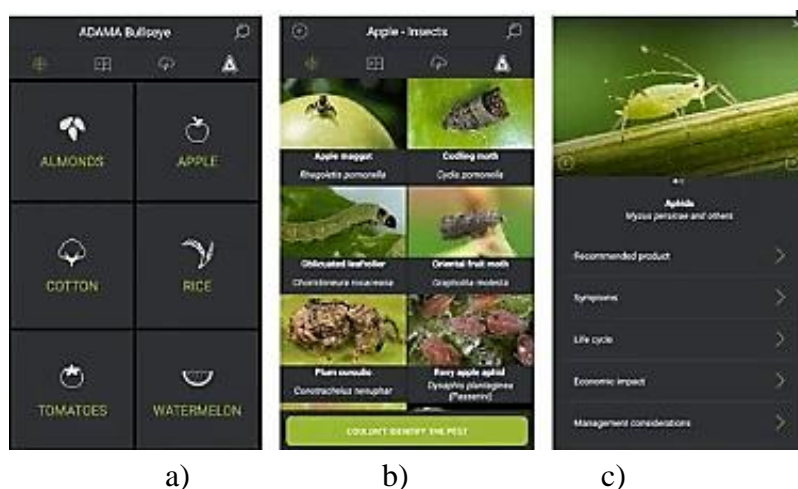 ADAMA Bullseye
ALMONDS
APPLE
COTTON
RICE
TOMATOES
WATERMELON
Apple - Insects
Apple maggot
Rhagoletis pomonella
Codling moth
Cydia pomonella
Obliquated leafroller
Choristoneura rosaceana
Oriental fruit moth
Grapholita molesta
Plum curculio
Conotrachelus nenuphar
Rosy apple aphid
Dysaphis plantaginea
(Passerini)
COULDN'T IDENTIFY THE PEST
Aphids
Myzus persicae and others
Recommended product
Symptoms
Life cycle
Economic impact
Management considerations
a)
b)
c)